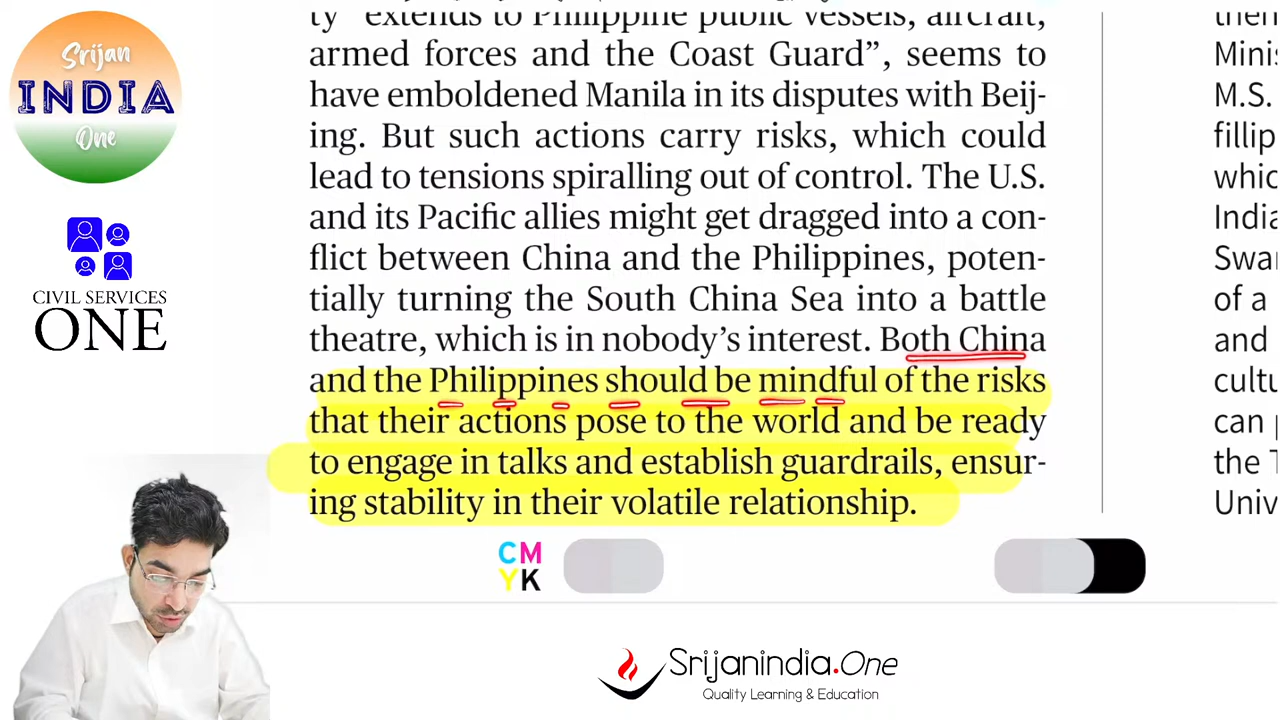 Srijan
INDIA
One
CIVIL SERVICES
ONE
ty “extends to Philippine public vessels, aircraft,
armed forces and the Coast Guard”, seems to
have emboldened Manila in its disputes with Beij-
ing. But such actions carry risks, which could
lead to tensions spiralling out of control. The U.S.
and its Pacific allies might get dragged into a con-
flict between China and the Philippines, poten-
tially turning the South China Sea into a battle
theatre, which is in nobody’s interest. Both China
and the Philippines should be mindful of the risks
that their actions pose to the world and be ready
to engage in talks and establish guardrails, ensur-
ing stability in their volatile relationship.
CM
YK
M.S.
fillip
of a
and
the T
Srijanindia.One
Quality Learning & Education